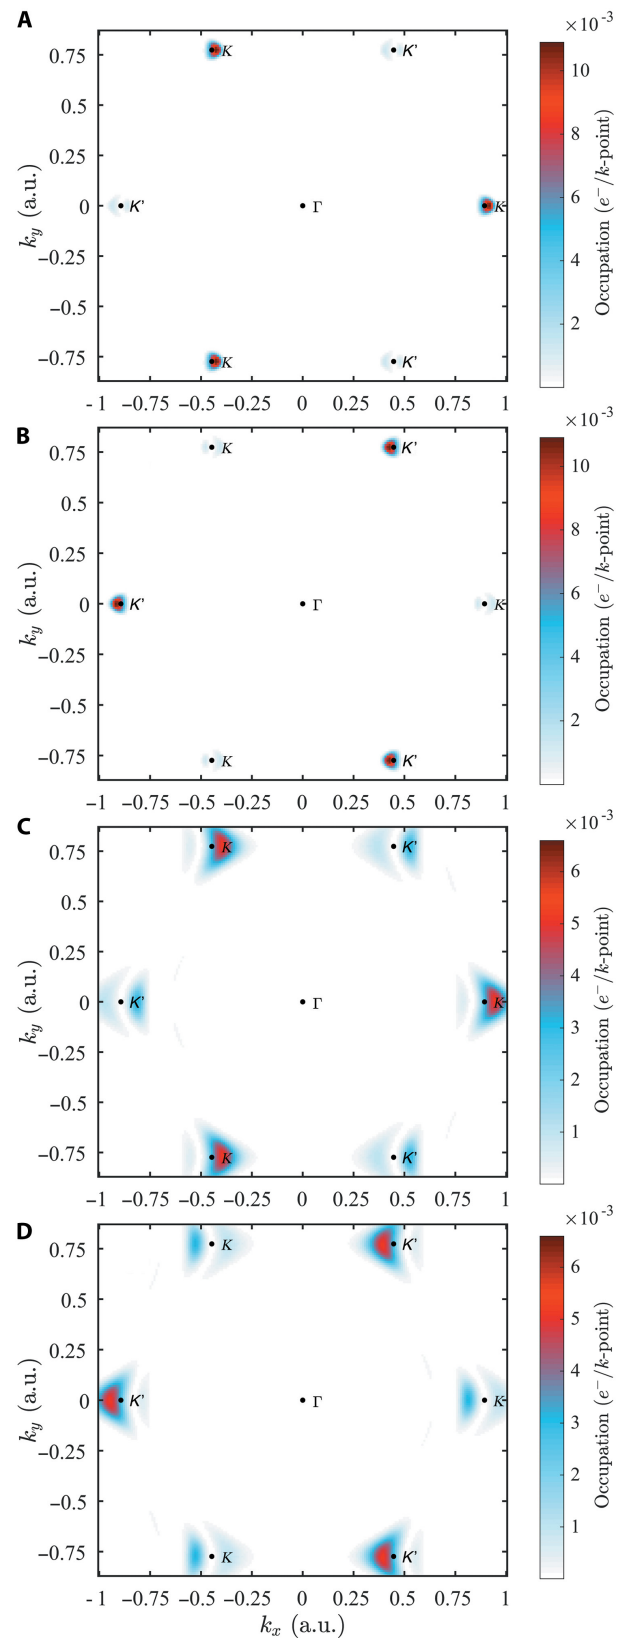 A
×10⁻³
0.75
0.5
0.25
0
−0.25
−0.5
−0.75
k_y (a.u.)
K
K'
K'
Γ
K
K
K'
10
8
6
4
2
Occupation (e⁻/k-point)
-1 −0.75 −0.5 −0.25 0 0.25 0.5 0.75 1
B
×10⁻³
0.75
0.5
0.25
0
−0.25
−0.5
−0.75
k_y (a.u.)
K
K'
K'
Γ
K
K
K'
10
8
6
4
2
Occupation (e⁻/k-point)
−1 −0.75 −0.5 −0.25 0 0.25 0.5 0.75 1
C
×10⁻³
0.75
0.5
0.25
0
−0.25
−0.5
−0.75
k_y (a.u.)
K
K'
K'
Γ
K
K
K'
6
5
4
3
2
1
Occupation (e⁻/k-point)
−1 −0.75 −0.5 −0.25 0 0.25 0.5 0.75 1
D
×10⁻³
0.75
0.5
0.25
0
−0.25
−0.5
−0.75
k_y (a.u.)
K
K'
K'
Γ
K
K
K'
6
5
4
3
2
1
Occupation (e⁻/k-point)
-1 −0.75 −0.5 −0.25 0 0.25 0.5 0.75 1
k_x (a.u.)